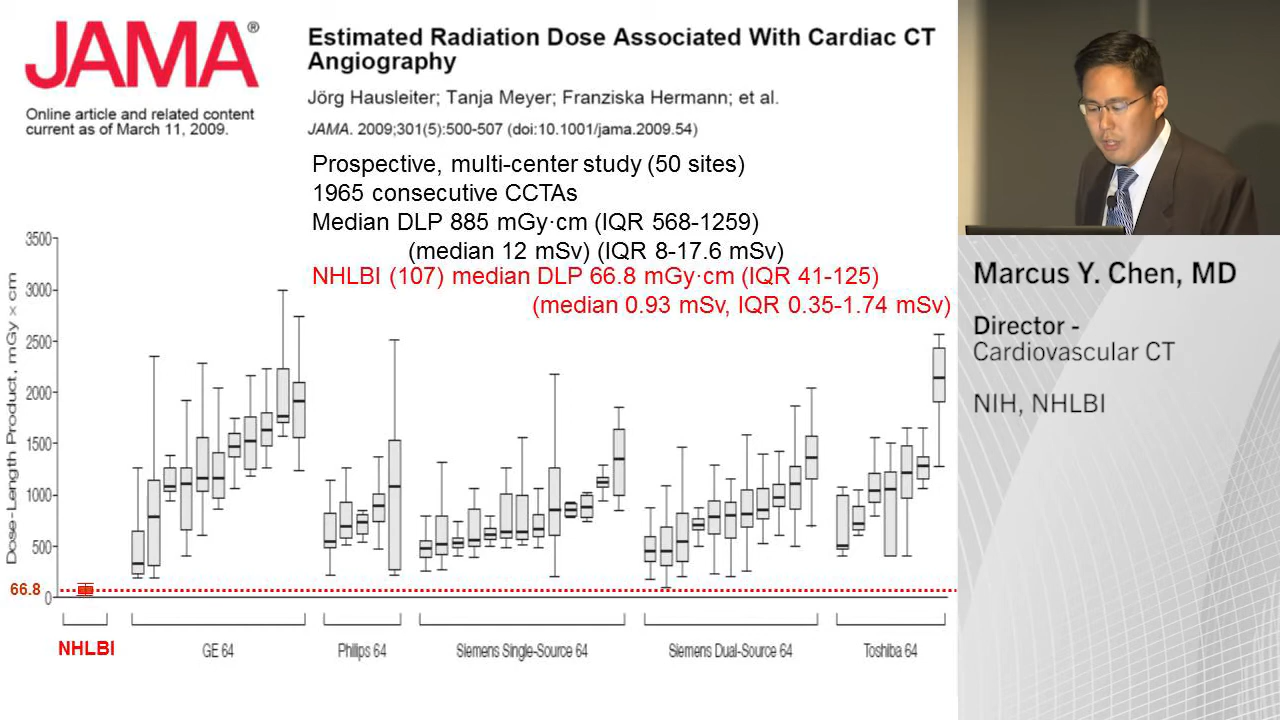 JAMA®
Online article and related content
current as of March 11, 2009.
Estimated Radiation Dose Associated With Cardiac CT
Angiography
Jörg Hausleiter; Tanja Meyer; Franziska Hermann; et al.
JAMA. 2009;301(5):500-507 (doi:10.1001/jama.2009.54)
Prospective, multi-center study (50 sites)
1965 consecutive CCTAs
Median DLP 885 mGy·cm (IQR 568-1259)
(median 12 mSv) (IQR 8-17.6 mSv)
NHLBI (107) median DLP 66.8 mGy·cm (IQR 41-125)
(median 0.93 mSv, IQR 0.35-1.74 mSv)
Dose-Length Product, mGy × cm
3500
3000
2500
2000
1500
1000
500
66.8
0
NHLBI
GE 64
Philips 64
Siemens Single-Source 64
Siemens Dual-Source 64
Toshiba 64
Marcus Y. Chen, MD
Director -
Cardiovascular CT
NIH, NHLBI